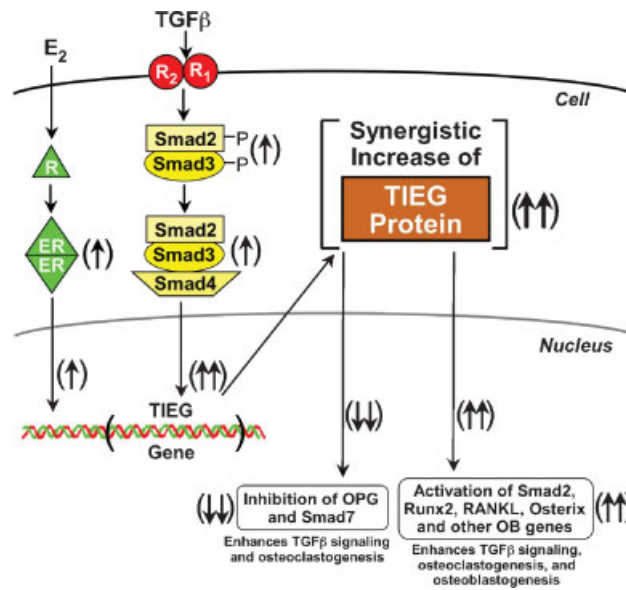 TGFβ
E2
R2
R1
Cell
Smad2
P
(↑)
Smad3
P
R
Synergistic
Increase of
TIEG
Protein
(↑↑)
ER
ER
(↑)
Smad2
Smad3
(↑)
Smad4
Nucleus
(↑)
(↑↑)
TIEG
Gene
(↓↓)
(↑↑)
(↓↓)
Inhibition of OPG
and Smad7
Enhances TGFβ signaling
and osteoclastogenesis
Activation of Smad2,
Runx2, RANKL, Osterix
and other OB genes
(↑↑)
Enhances TGFβ signaling,
osteoclastogenesis, and
osteoblastogenesis